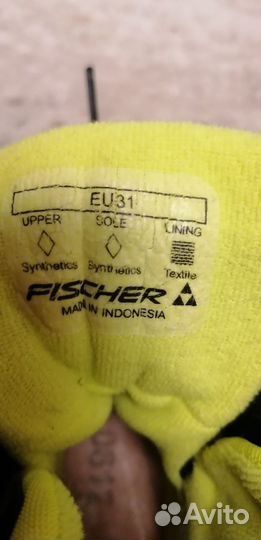 EU31
UPPER SOLE LINING
Synthetics Synthetics Textile
FISCHER
MADE IN INDONESIA
Avito